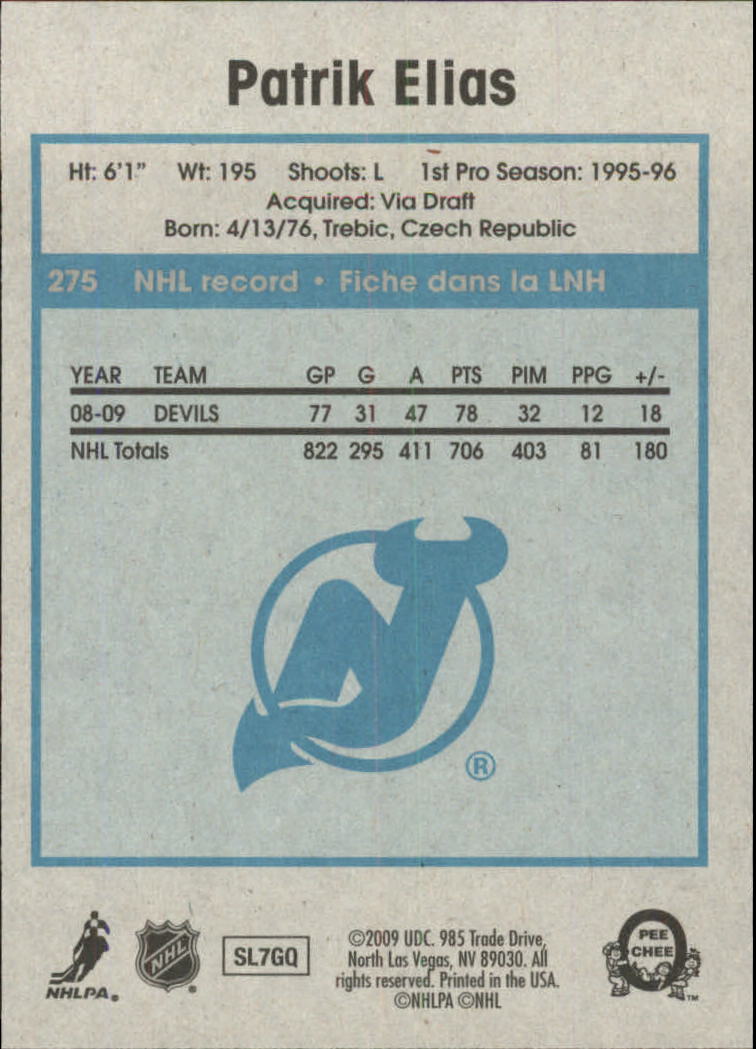 Patrik Elias
Ht: 6'1" Wt: 195 Shoots: L 1st Pro Season: 1995-96
Acquired: Via Draft
Born: 4/13/76, Trebic, Czech Republic
275 NHL record • Fiche dans la LNH
YEAR TEAM GP G A PTS PIM PPG +/-
08-09 DEVILS 77 31 47 78 32 12 18
NHL Totals 822 295 411 706 403 81 180
®
NHLPA®
NHL
SL7GQ
©2009 UDC. 985 Trade Drive,
North Las Vegas, NV 89030. All
rights reserved. Printed in the USA.
©NHLPA ©NHL
O
PEE
CHEE
™